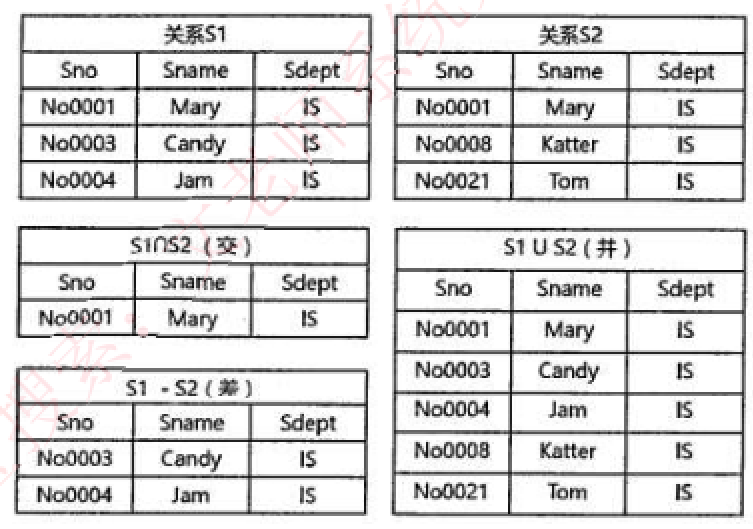 关系S1
Sno Sname Sdept
No0001 Mary IS
No0003 Candy IS
No0004 Jam IS
关系S2
Sno Sname Sdept
No0001 Mary IS
No0008 Katter IS
No0021 Tom IS
S1∩S2（交）
Sno Sname Sdept
No0001 Mary IS
S1 - S2（差）
Sno Sname Sdept
No0003 Candy IS
No0004 Jam IS
S1 U S2（并）
Sno Sname Sdept
No0001 Mary IS
No0003 Candy IS
No0004 Jam IS
No0008 Katter IS
No0021 Tom IS